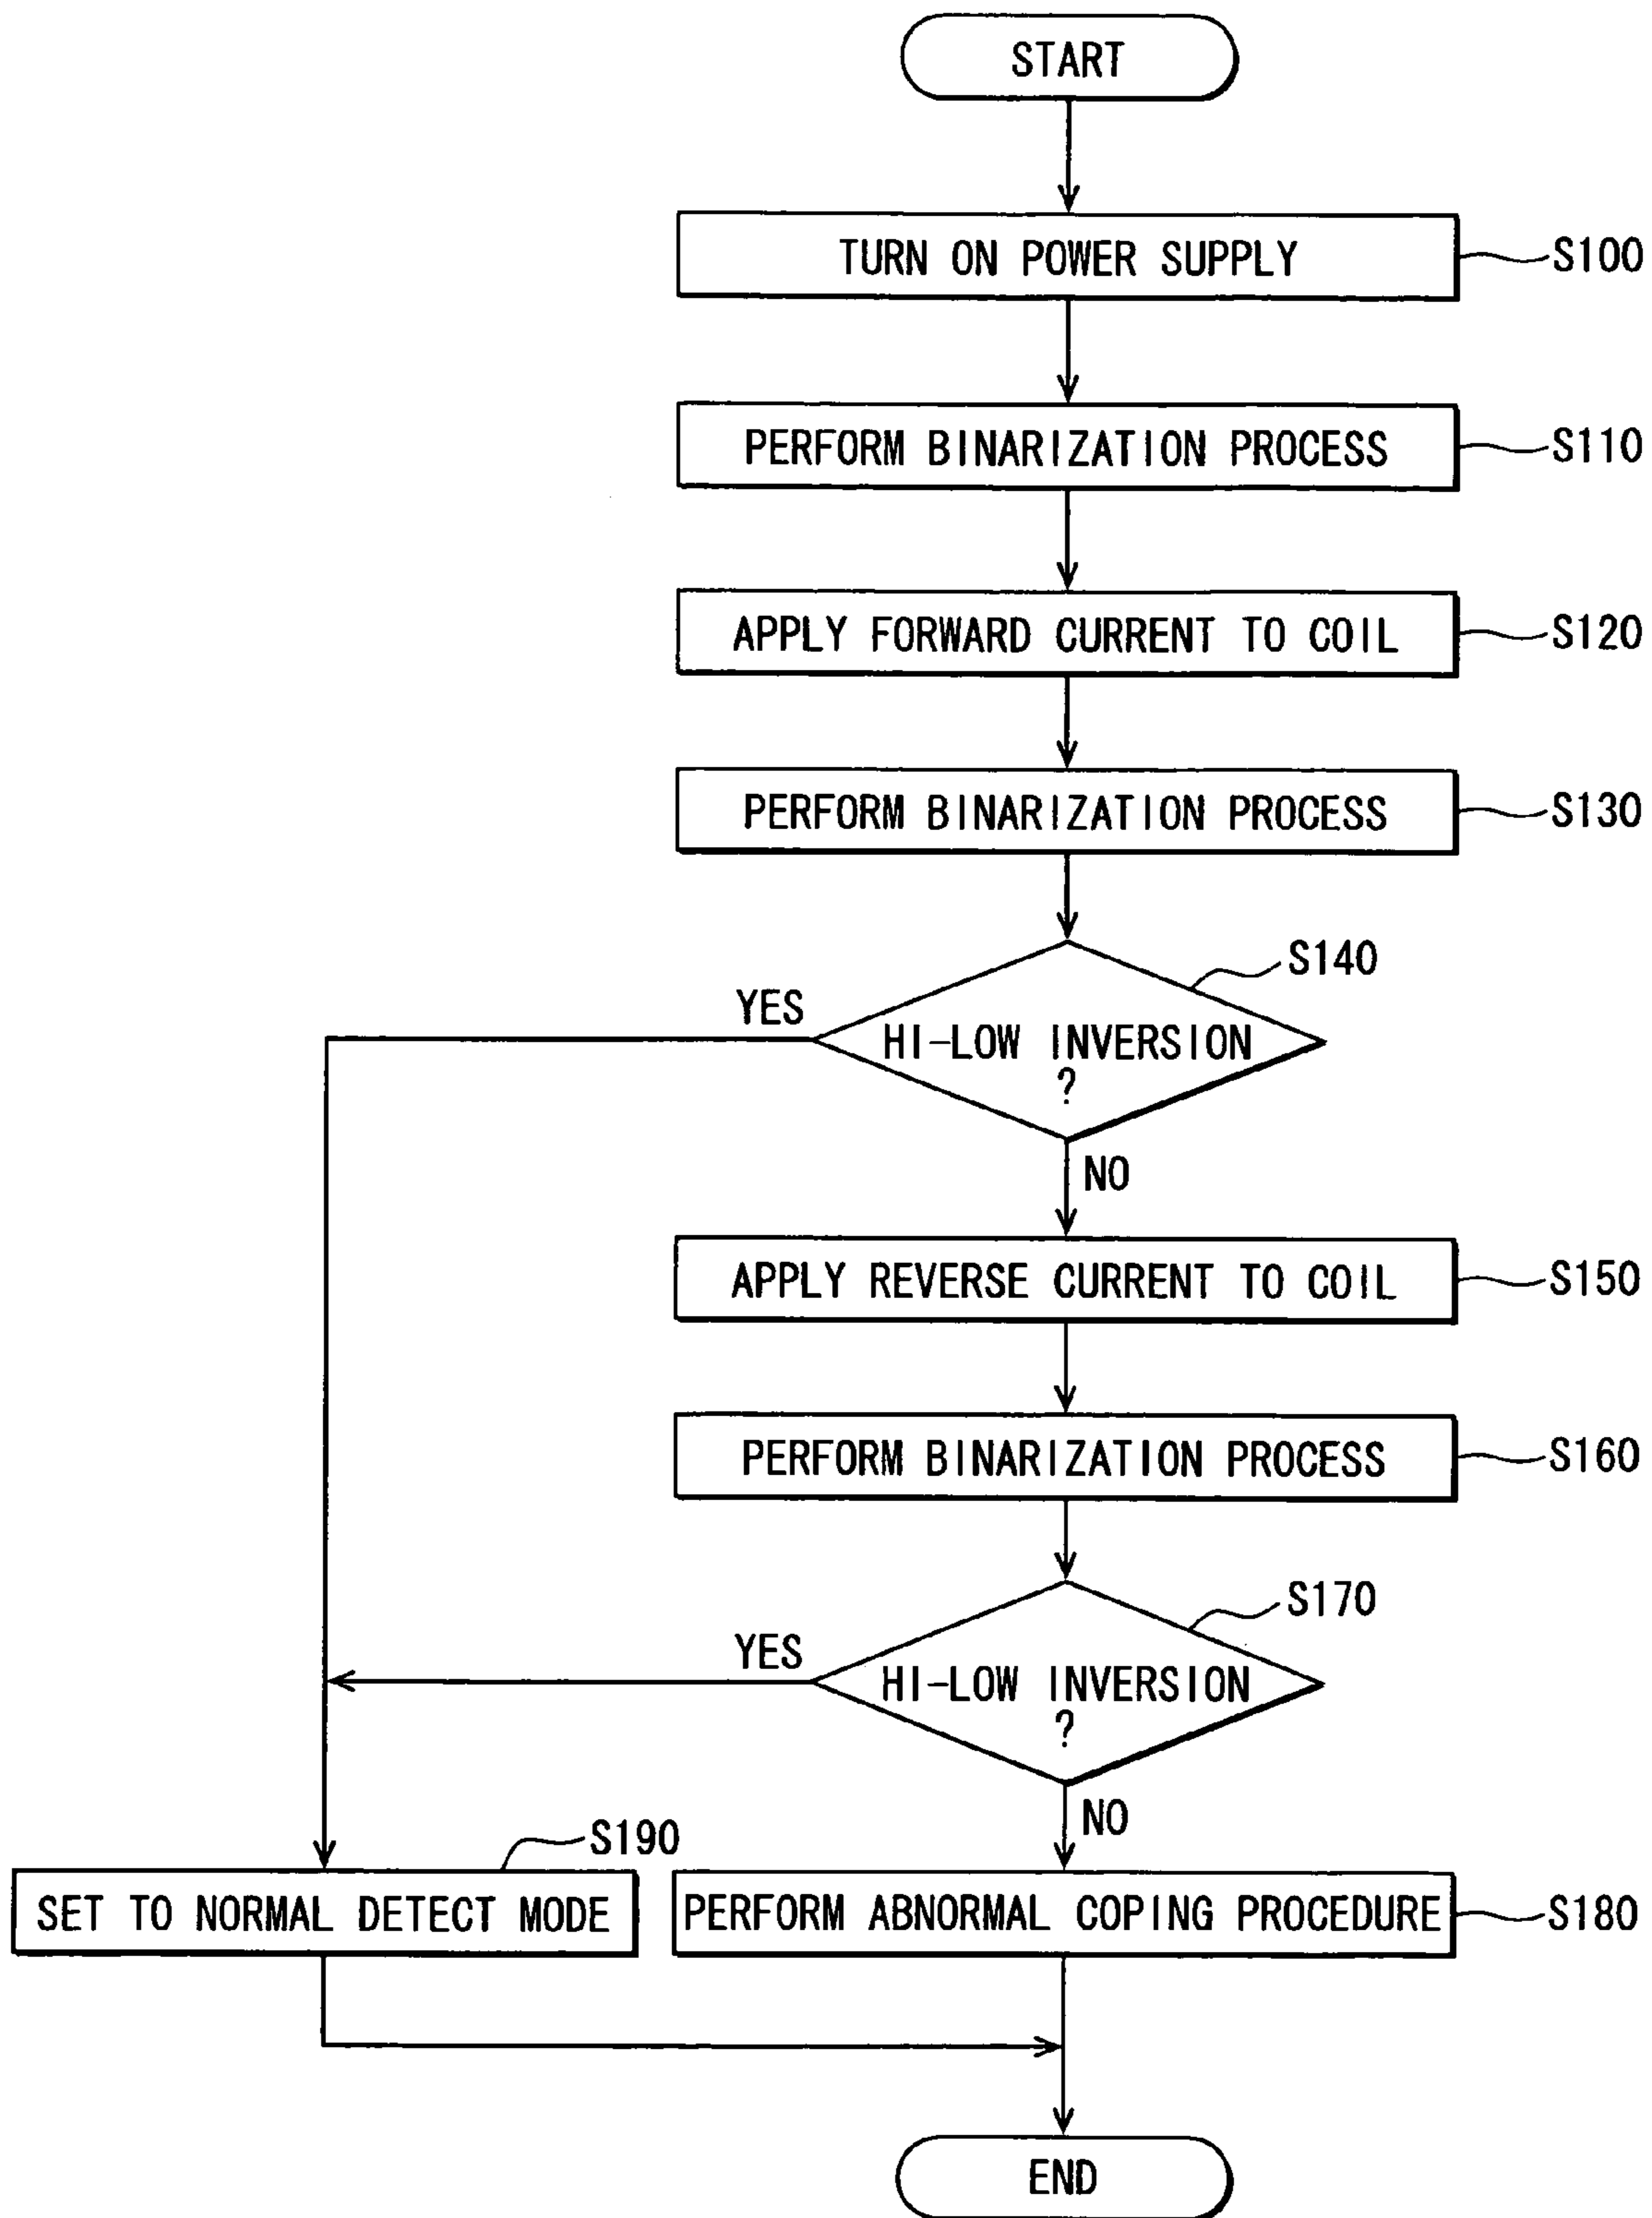 START
TURN ON POWER SUPPLY
S100
PERFORM BINARIZATION PROCESS
S110
APPLY FORWARD CURRENT TO COIL
S120
PERFORM BINARIZATION PROCESS
S130
S140
YES
HI-LOW INVERSION
?
NO
APPLY REVERSE CURRENT TO COIL
S150
PERFORM BINARIZATION PROCESS
S160
S170
YES
HI-LOW INVERSION
?
NO
S190
SET TO NORMAL DETECT MODE
PERFORM ABNORMAL COPING PROCEDURE
S180
END